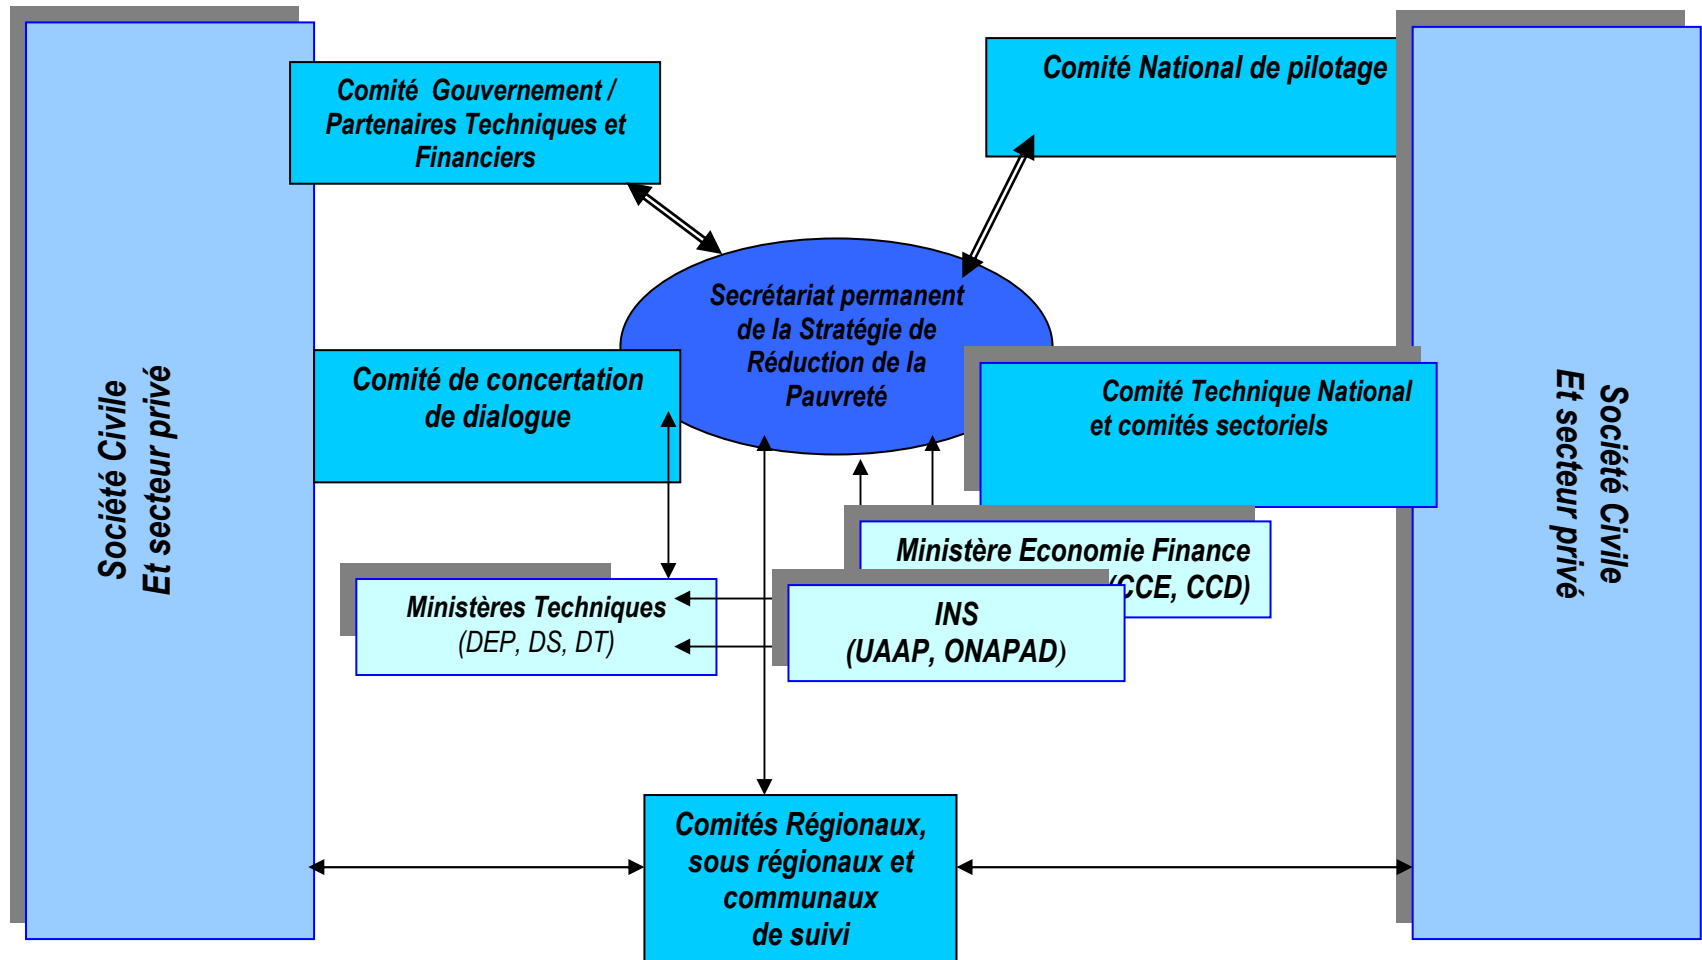 Société Civile
Et secteur privé
Comité Gouvernement /
Partenaires Techniques et
Financiers
Comité National de pilotage
Secrétariat permanent
de la Stratégie de
Réduction de la
Pauvreté
Comité de concertation
de dialogue
Comité Technique National
et comités sectoriels
Ministère Economie Finance
(CCE, CCD)
Ministères Techniques
(DEP, DS, DT)
INS
(UAAP, ONAPAD)
Comités Régionaux,
sous régionaux et
communaux
de suivi
Société Civile
Et secteur privé